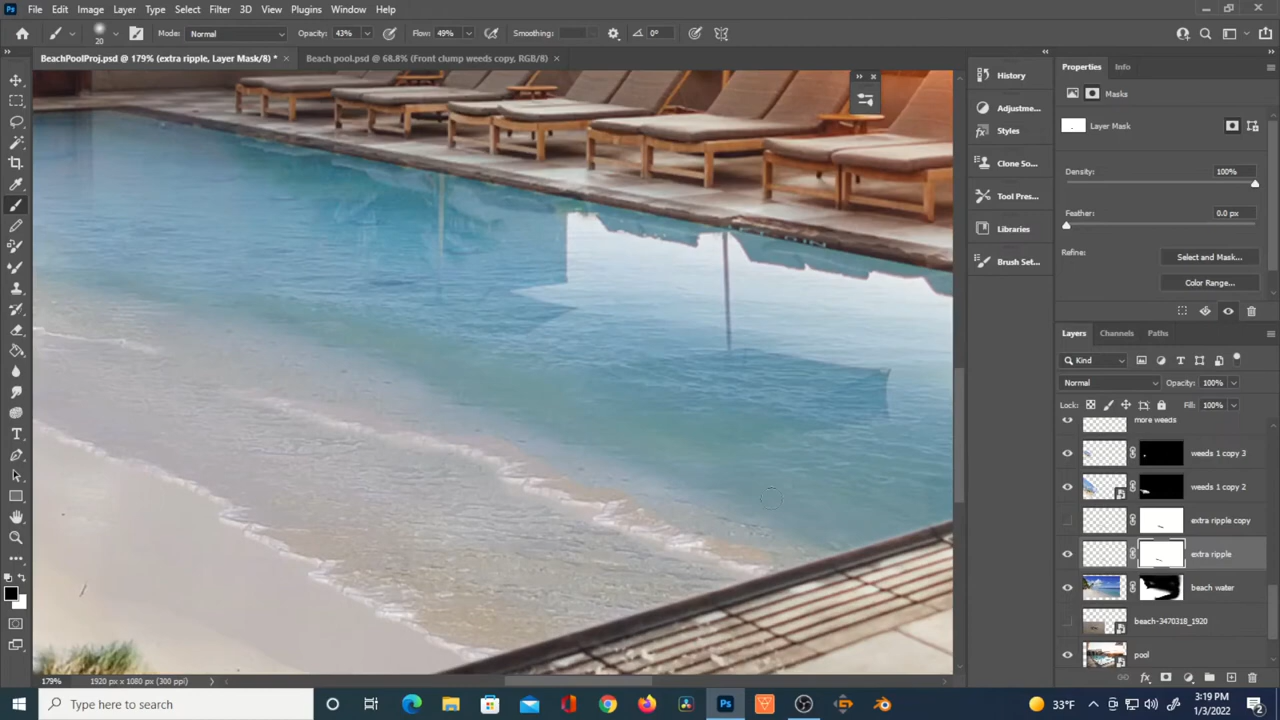 Ps File Edit Image Layer Type Select Filter 3D View Plugins Window Help
20 Mode: Normal Opacity: 43% Flow: 49% Smoothing: 0°
BeachPoolProj.psd @ 179% (extra ripple, Layer Mask/8) * × Beach pool.psd @ 68.8% (Front clump weeds copy, RGB/8) ×
History
Adjustme...
Styles
Clone So...
Tool Pres...
Libraries
Brush Set...
Properties Info
Masks
Layer Mask
Density: 100%
Feather: 0.0 px
Refine: Select and Mask...
Color Range...
Layers Channels Paths
Kind
Normal Opacity: 100%
Lock: Fill: 100%
more weeds
weeds 1 copy 3
weeds 1 copy 2
extra ripple copy
extra ripple
beach water
beach-3470318_1920
pool
179% 1920 px x 1080 px (300 ppi)
Type here to search
33°F
3:19 PM
1/3/2022
2